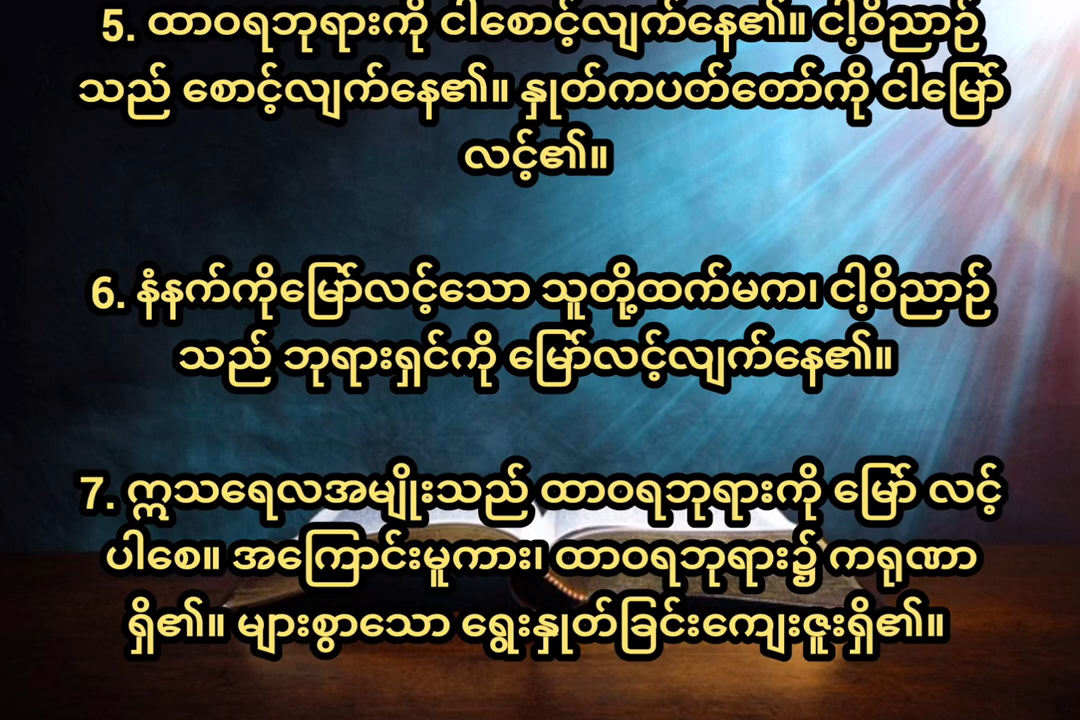 5. ထာဝရဘုရားကို ငါစောင့်လျက်နေ၏။ ငါ့ဝိညာဉ်
သည် စောင့်လျက်နေ၏။ နှုတ်ကပတ်တော်ကို ငါမြော်
လင့်၏။
6. နံနက်ကိုမြော်လင့်သော သူတို့ထက်မက၊ ငါ့ဝိညာဉ်
သည် ဘုရားရှင်ကို မြော်လင့်လျက်နေ၏။
7. ဣသရေလအမျိုးသည် ထာဝရဘုရားကို မြော် လင့်
ပါစေ။ အကြောင်းမူကား၊ ထာဝရဘုရား၌ ကရုဏာ
ရှိ၏။ များစွာသော ရွေးနှုတ်ခြင်းကျေးဇူးရှိ၏။